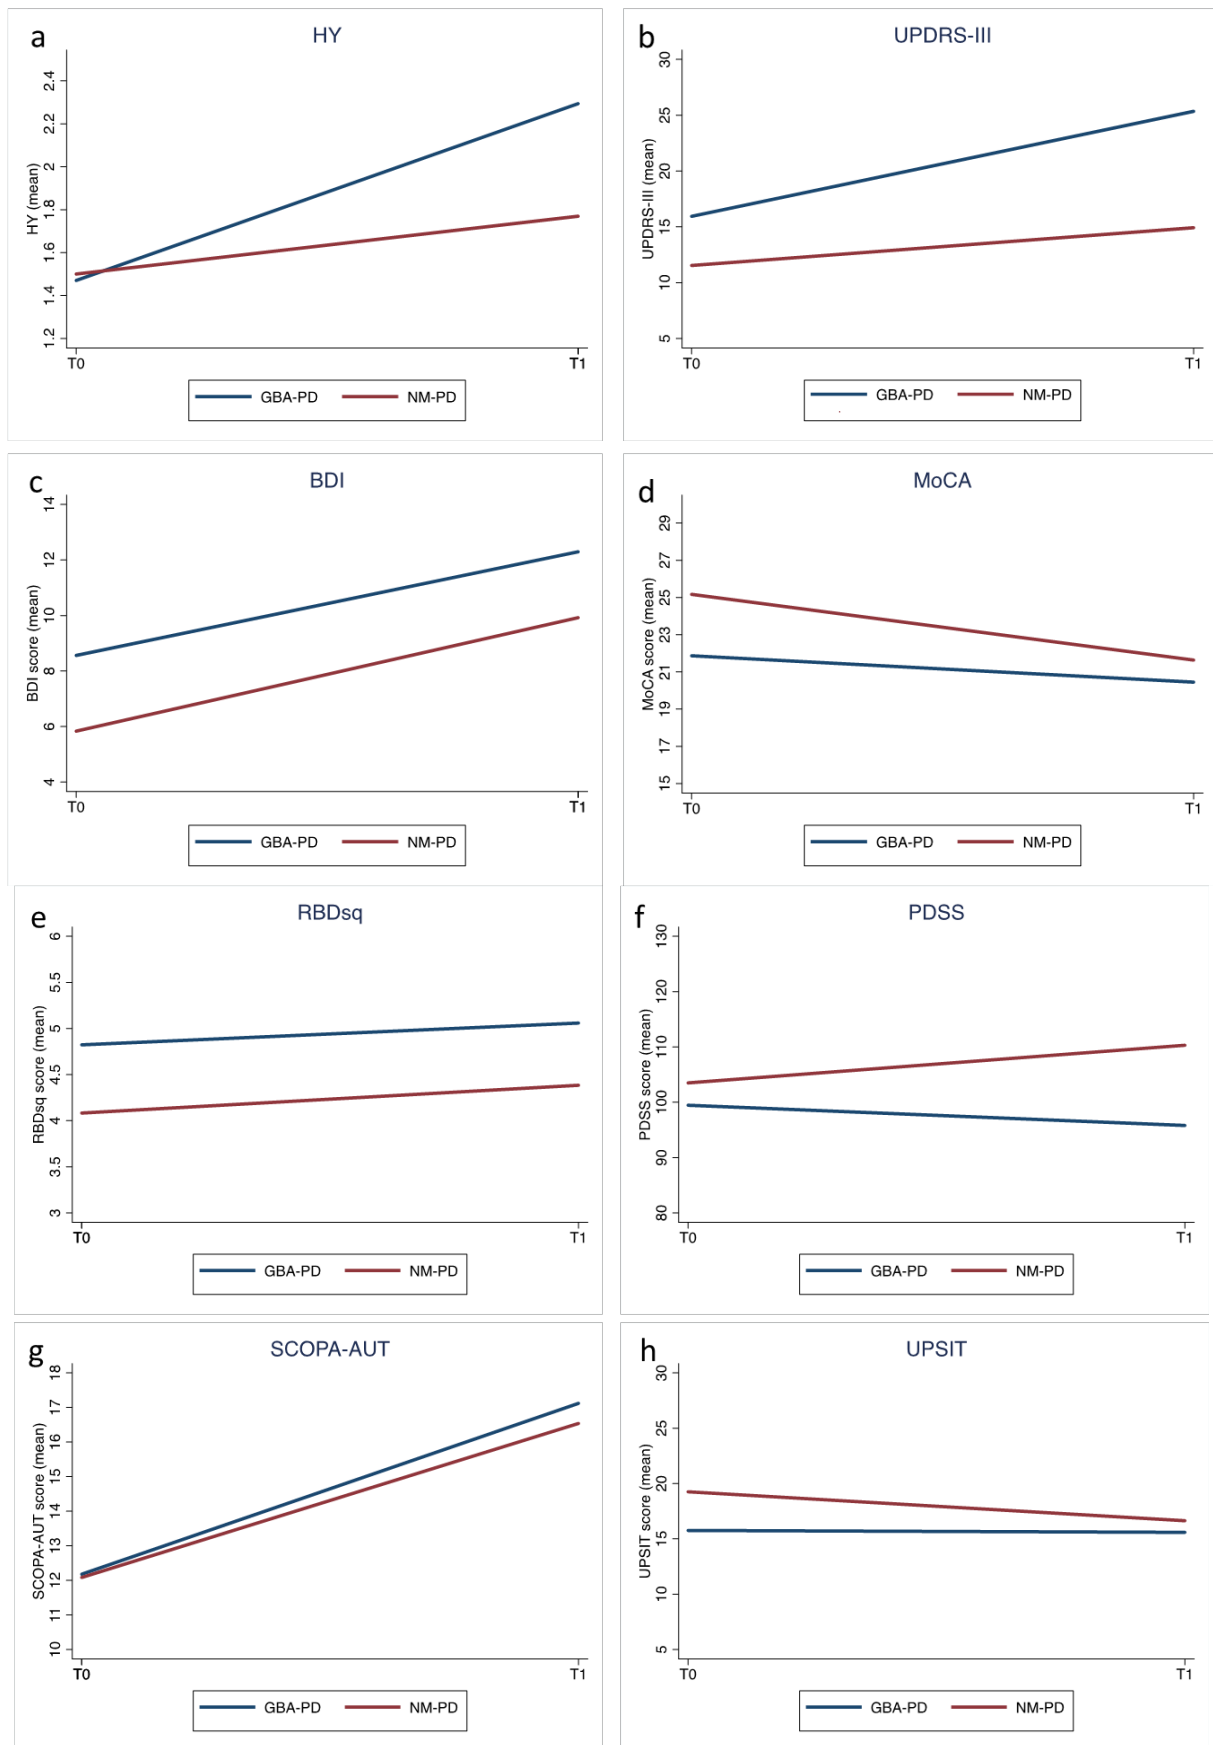 a
HY
HY (mean)
2.4
2.2
2
1.8
1.6
1.4
1.2
T0
T1
GBA-PD
NM-PD
b
UPDRS-III
UPDRS-III (mean)
30
25
20
15
10
5
T0
T1
GBA-PD
NM-PD
c
BDI
BDI score (mean)
14
12
10
8
6
4
T0
T1
GBA-PD
NM-PD
d
MoCA
MoCA score (mean)
29
27
25
23
21
19
17
15
T0
T1
GBA-PD
NM-PD
e
RBDsq
RBDsq score (mean)
6
5.5
5
4.5
4
3.5
3
T0
T1
GBA-PD
NM-PD
f
PDSS
PDSS score (mean)
130
120
110
100
90
80
T0
T1
GBA-PD
NM-PD
g
SCOPA-AUT
SCOPA-AUT score (mean)
18
17
16
15
14
13
12
11
10
T0
T1
GBA-PD
NM-PD
h
UPSIT
UPSIT score (mean)
30
25
20
15
10
5
T0
T1
GBA-PD
NM-PD